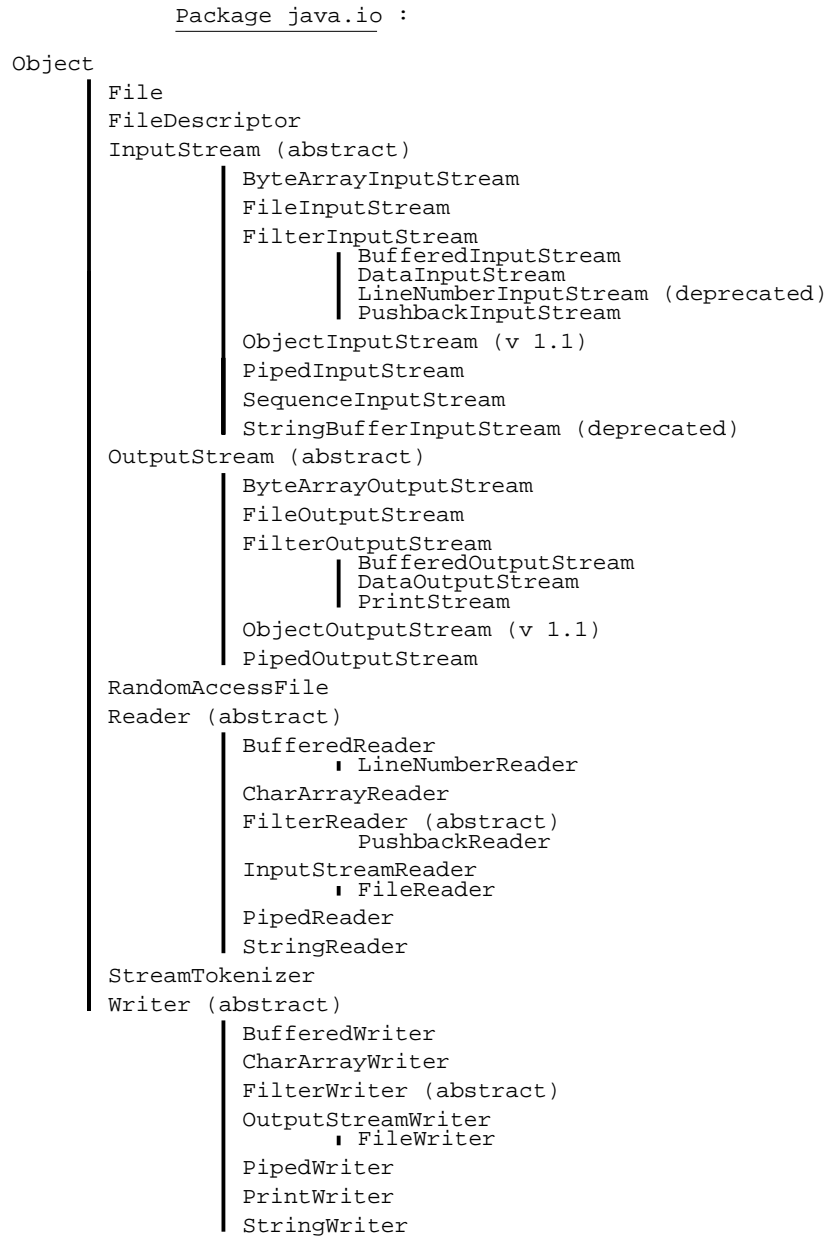 Package java.io :
Object
File
FileDescriptor
InputStream (abstract)
ByteArrayInputStream
FileInputStream
FilterInputStream
BufferedInputStream
DataInputStream
LineNumberInputStream (deprecated)
PushbackInputStream
ObjectInputStream (v 1.1)
PipedInputStream
SequenceInputStream
StringBufferInputStream (deprecated)
OutputStream (abstract)
ByteArrayOutputStream
FileOutputStream
FilterOutputStream
BufferedOutputStream
DataOutputStream
PrintStream
ObjectOutputStream (v 1.1)
PipedOutputStream
RandomAccessFile
Reader (abstract)
BufferedReader
LineNumberReader
CharArrayReader
FilterReader (abstract)
PushbackReader
InputStreamReader
FileReader
PipedReader
StringReader
StreamTokenizer
Writer (abstract)
BufferedWriter
CharArrayWriter
FilterWriter (abstract)
OutputStreamWriter
FileWriter
PipedWriter
PrintWriter
StringWriter